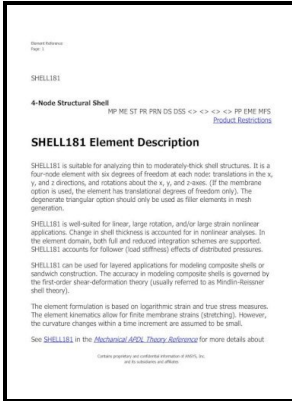 Element Reference
Page: 1
SHELL181
4-Node Structural Shell
MP ME ST PR PRN DS DSS <> <> <> <> PP EME MFS
Product Restrictions
SHELL181 Element Description
SHELL181 is suitable for analyzing thin to moderately-thick shell structures. It is a
four-node element with six degrees of freedom at each node: translations in the x,
y, and z directions, and rotations about the x, y, and z-axes. (If the membrane
option is used, the element has translational degrees of freedom only). The
degenerate triangular option should only be used as filler elements in mesh
generation.
SHELL181 is well-suited for linear, large rotation, and/or large strain nonlinear
applications. Change in shell thickness is accounted for in nonlinear analyses. In
the element domain, both full and reduced integration schemes are supported.
SHELL181 accounts for follower (load stiffness) effects of distributed pressures.
SHELL181 can be used for layered applications for modeling composite shells or
sandwich construction. The accuracy in modeling composite shells is governed by
the first-order shear-deformation theory (usually referred to as Mindlin-Reissner
shell theory).
The element formulation is based on logarithmic strain and true stress measures.
The element kinematics allow for finite membrane strains (stretching). However,
the curvature changes within a time increment are assumed to be small.
See SHELL181 in the Mechanical APDL Theory Reference for more details about
Contains proprietary and confidential information of ANSYS, Inc.
and its subsidiaries and affiliates